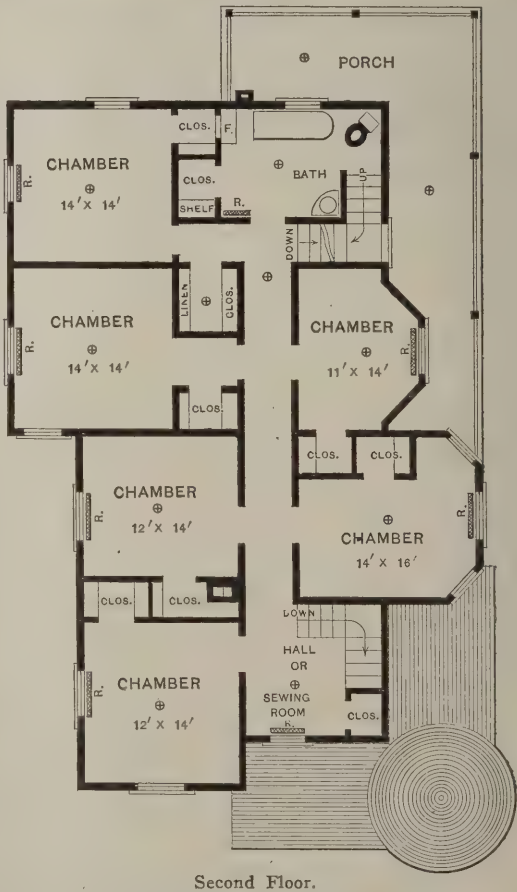 PORCH
CLOS.
F.
CHAMBER
R.
14' X 14'
CLOS.
SHELF
BATH
R.
UP
DOWN
LINEN
CLOS.
CHAMBER
R.
14' X 14'
CHAMBER
R.
11' X 14'
CLOS.
CLOS.
CLOS.
CHAMBER
R.
12' X 14'
CHAMBER
R.
14' X 16'
CLOS.
CLOS.
DOWN
HALL
OR
SEWING
ROOM
R.
CLOS.
CHAMBER
R.
12' X 14'
Second Floor.